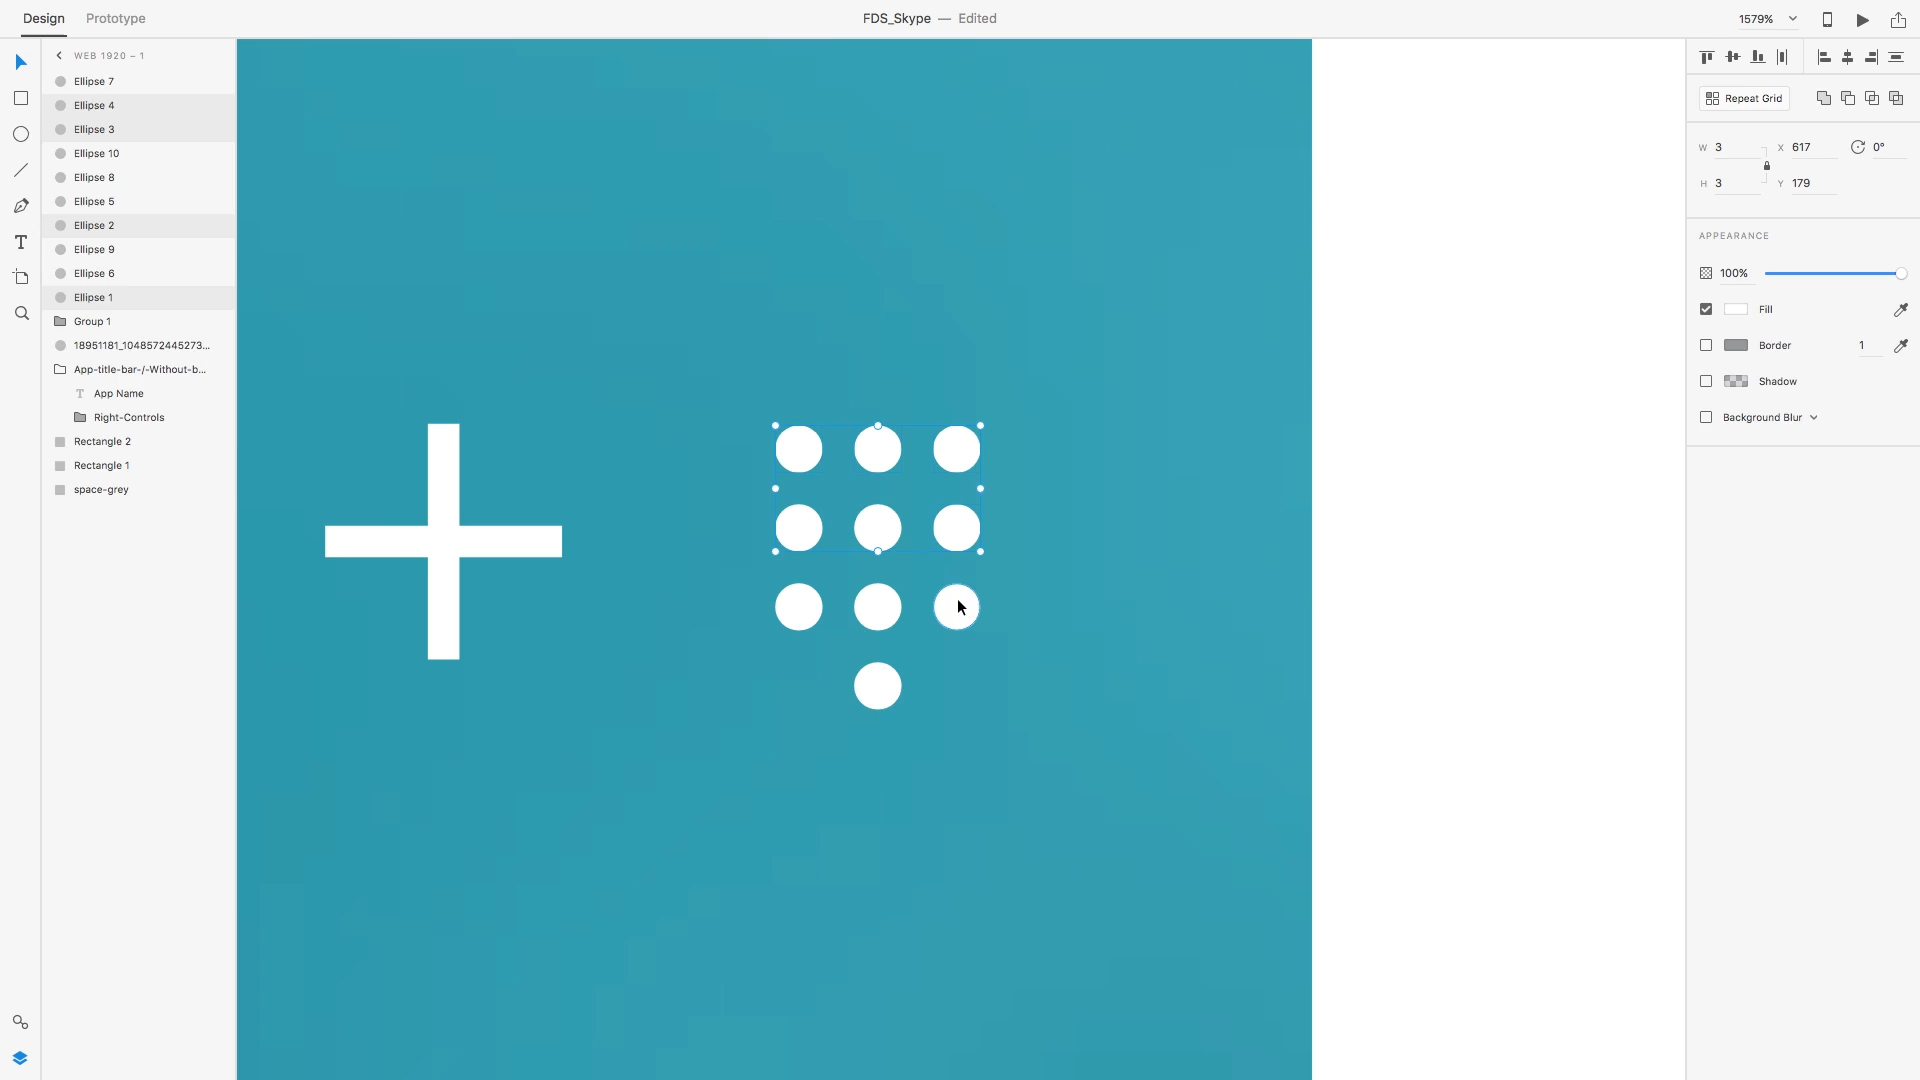 Design
Prototype
FDS_Skype — Edited
1579%
WEB 1920 – 1
Ellipse 7
Ellipse 4
Ellipse 3
Ellipse 10
Ellipse 8
Ellipse 5
Ellipse 2
Ellipse 9
Ellipse 6
Ellipse 1
Group 1
18951181_1048572445273...
App-title-bar-/-Without-b...
T App Name
Right-Controls
Rectangle 2
Rectangle 1
space-grey
Repeat Grid
W 3
X 617
0°
H 3
Y 179
APPEARANCE
100%
Fill
Border 1
Shadow
Background Blur